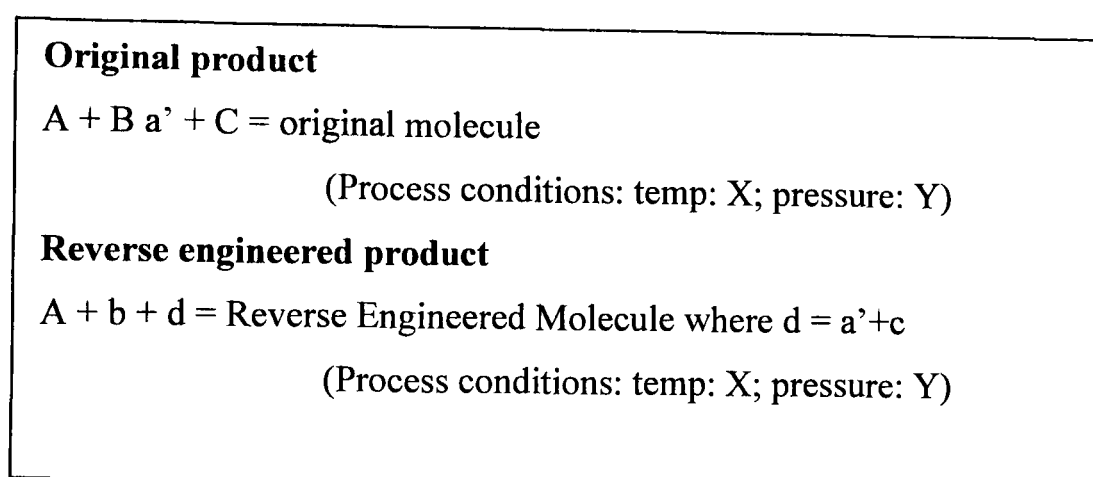 Original product
A + B a’ + C = original molecule
(Process conditions: temp: X; pressure: Y)
Reverse engineered product
A + b + d = Reverse Engineered Molecule where d = a’+c
(Process conditions: temp: X; pressure: Y)